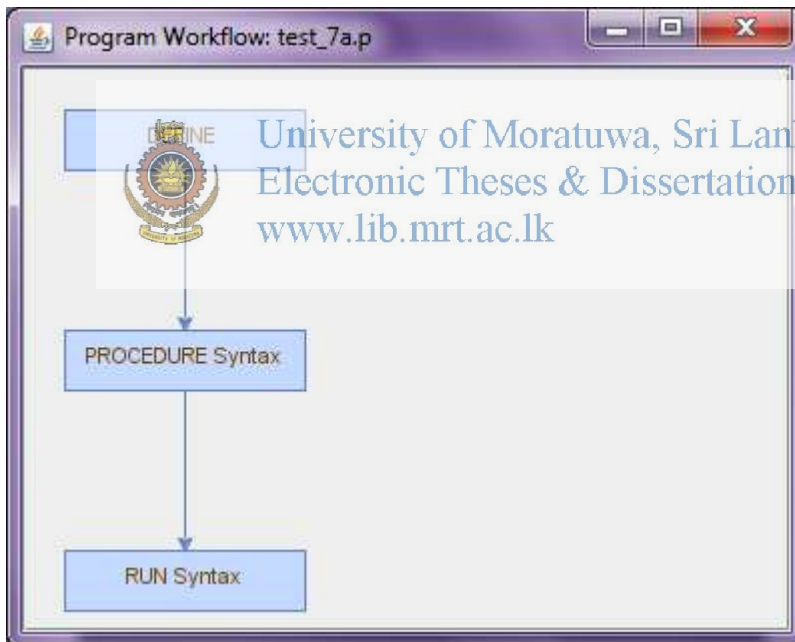 Program Workflow: test_7a.p
DEFINE
University of Moratuwa, Sri Lan
Electronic Theses & Dissertation
www.lib.mrt.ac.lk
PROCEDURE Syntax
RUN Syntax